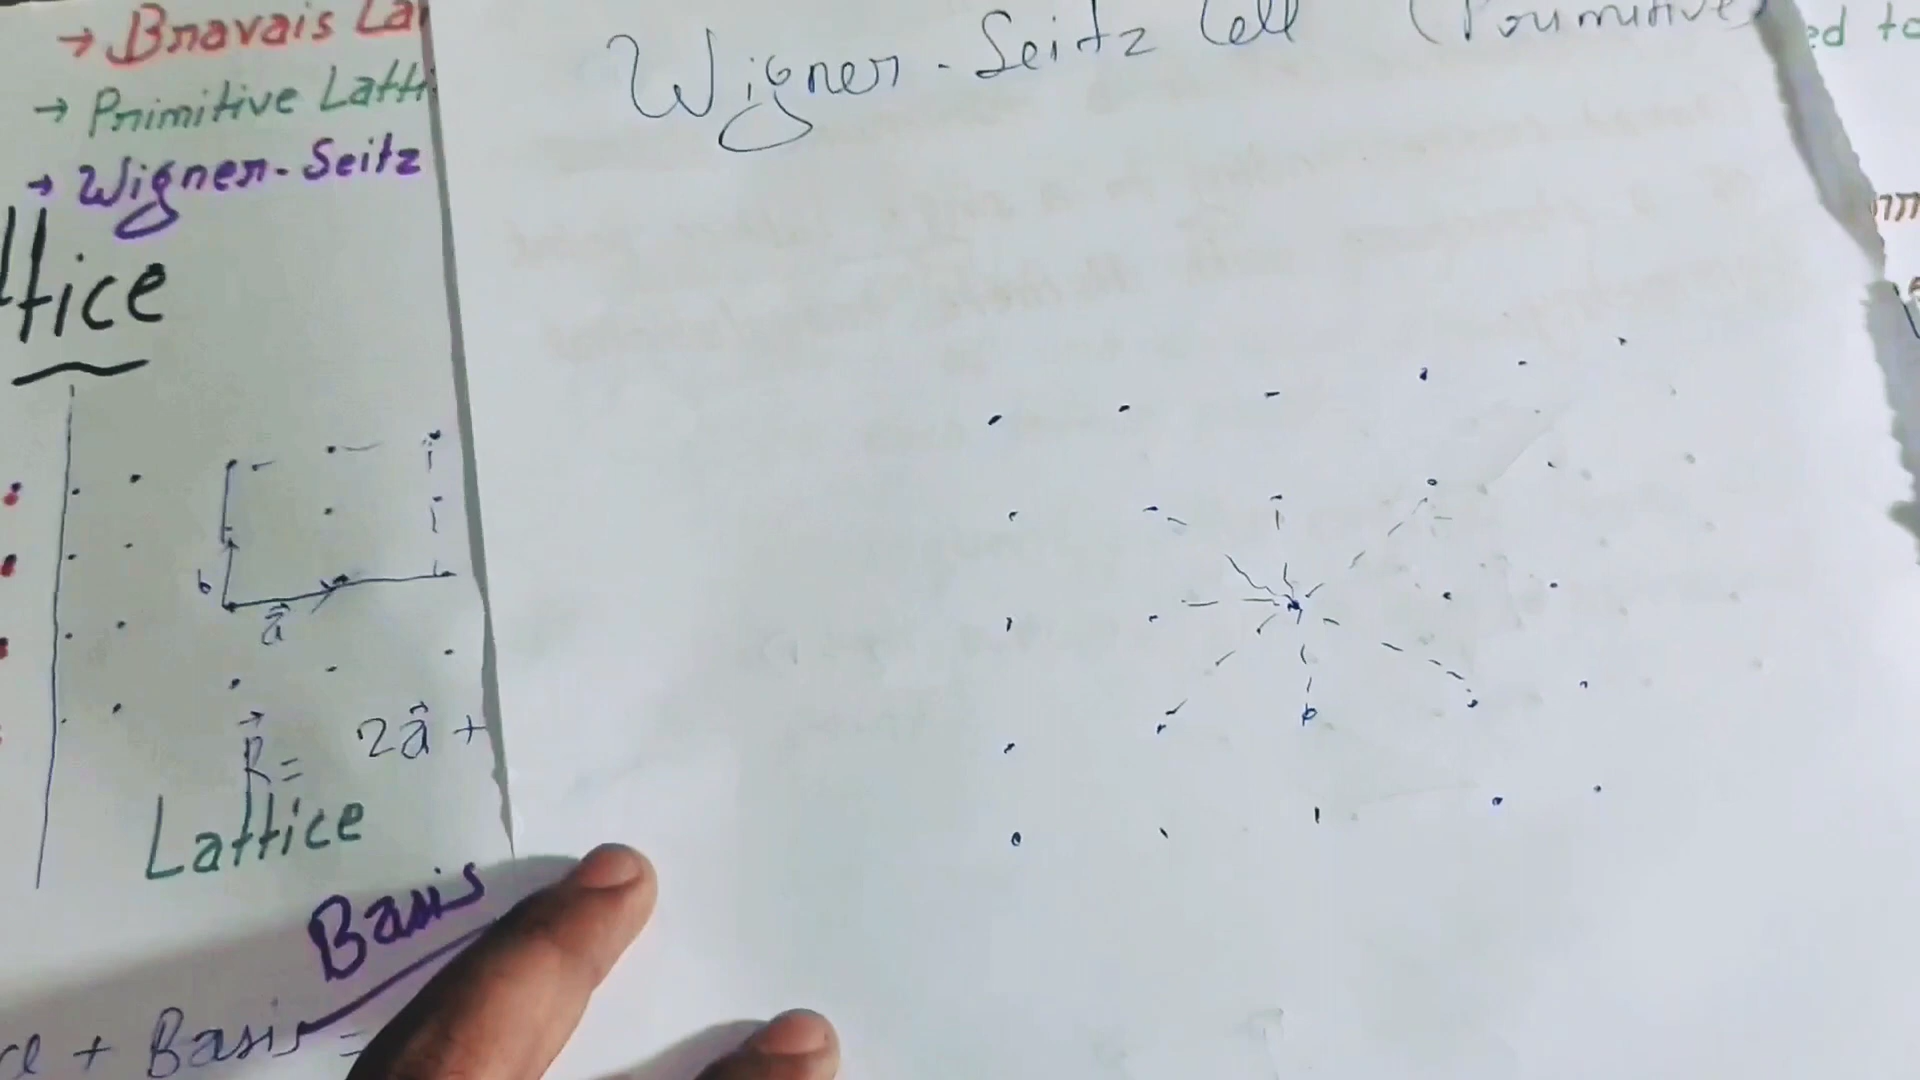 → Bravais La
→ Primitive Latt
→ Wigner-Seitz
ttice
b
a
R = 2a +
Lattice
Basis
+ Basis =
Wigner-Seitz Cell (Primitive)
ed to